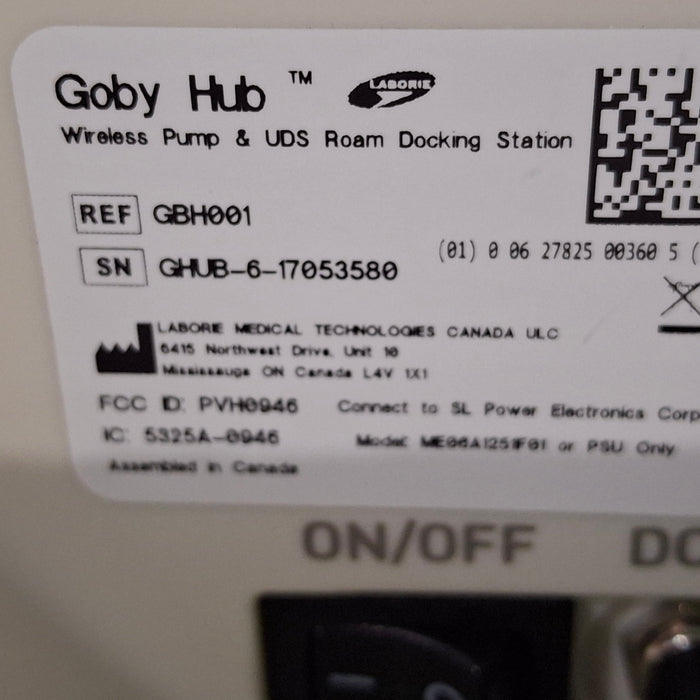 Goby Hub ™ LABORIE
Wireless Pump & UDS Roam Docking Station
REF GBH001
SN GHUB-6-17053580
(01) 0 06 27825 00360 5 (
LABORIE MEDICAL TECHNOLOGIES CANADA ULC
6415 Northwest Drive, Unit 10
Mississauga ON Canada L4V 1X1
FCC ID: PVH0946 Connect to SL Power Electronics Corp
IC: 5325A-0946 Model: or PSU Only
Assembled in Canada
ON/OFF DC